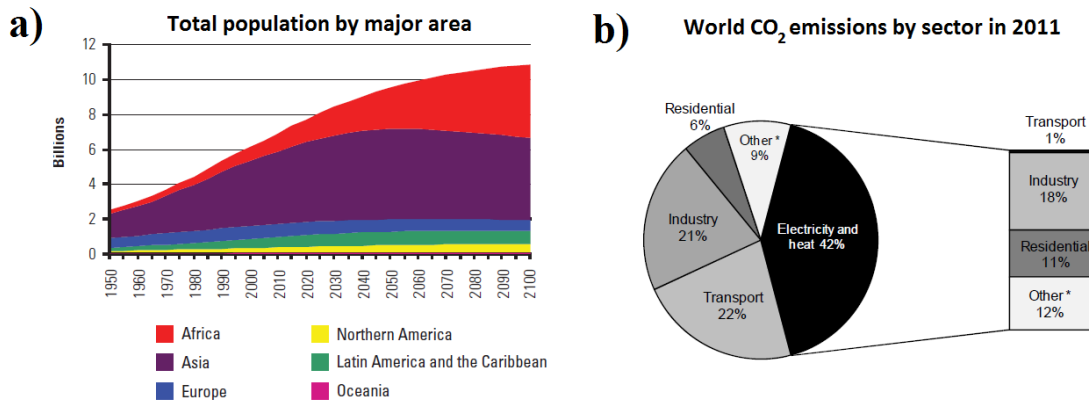 a)
Total population by major area
12
10
8
6
4
2
0
Billions
1950
1960
1970
1980
1990
2000
2010
2020
2030
2040
2050
2060
2070
2080
2090
2100
Africa
Asia
Europe
Northern America
Latin America and the Caribbean
Oceania
b)
World CO2 emissions by sector in 2011
Residential
6%
Other *
9%
Industry
21%
Electricity and
heat 42%
Transport
22%
Transport
1%
Industry
18%
Residential
11%
Other *
12%